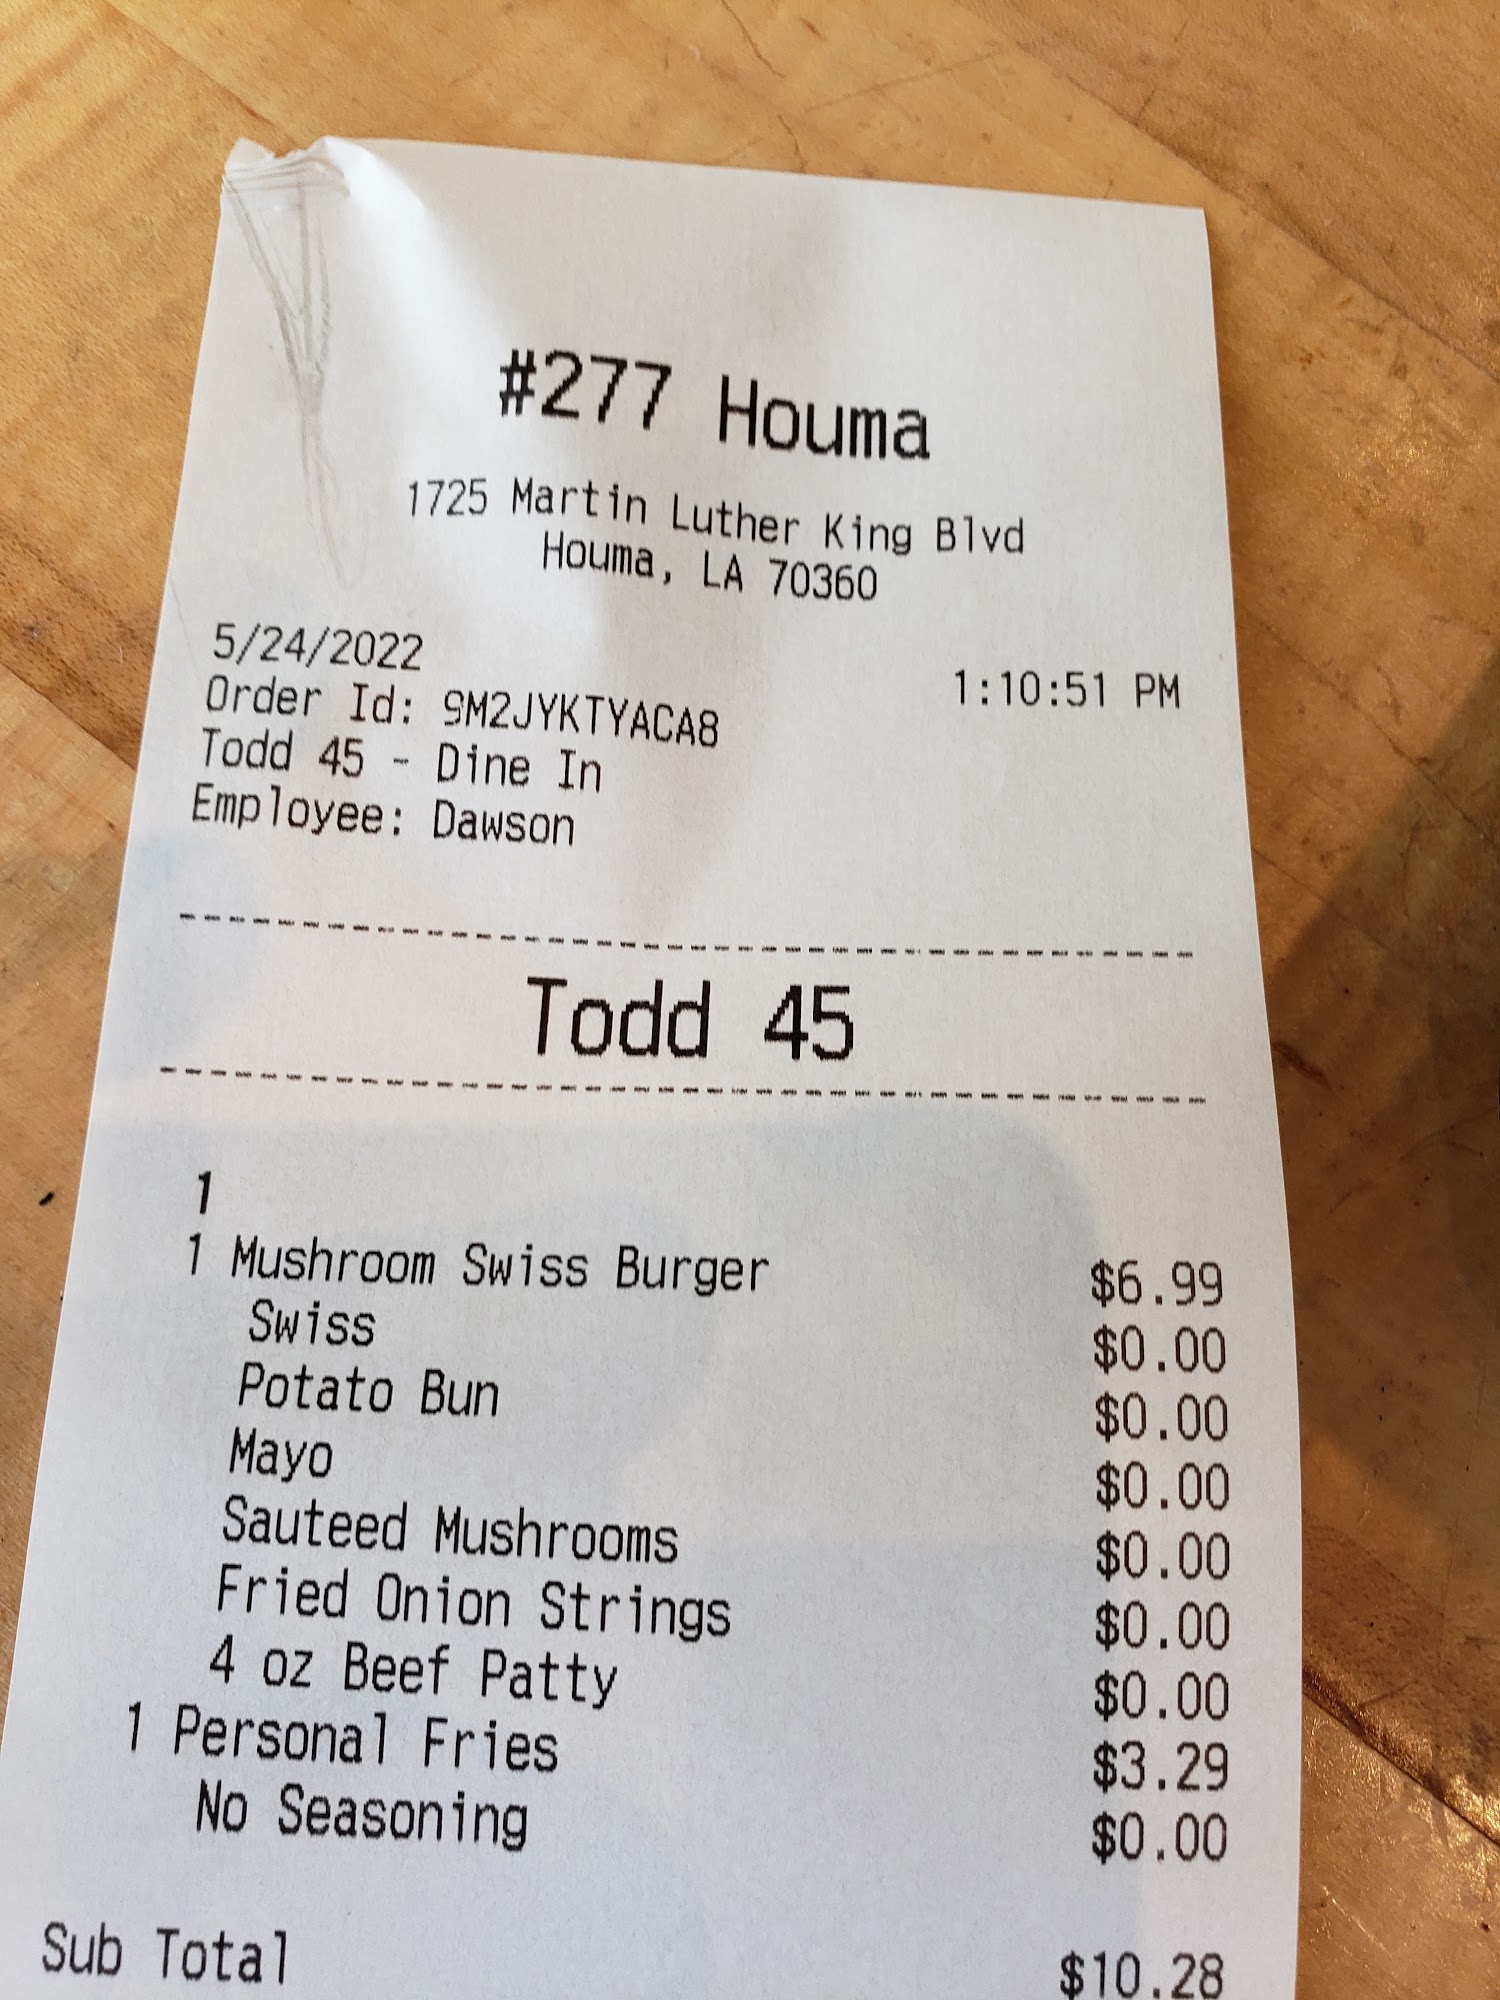 #277 Houma
1725 Martin Luther King Blvd
Houma, LA 70360
5/24/2022 1:10:51 PM
Order Id: 9M2JYKTYACA8
Todd 45 - Dine In
Employee: Dawson
Todd 45
1
1 Mushroom Swiss Burger $6.99
Swiss $0.00
Potato Bun $0.00
Mayo $0.00
Sauteed Mushrooms $0.00
Fried Onion Strings $0.00
4 oz Beef Patty $0.00
1 Personal Fries $3.29
No Seasoning $0.00
Sub Total $10.28